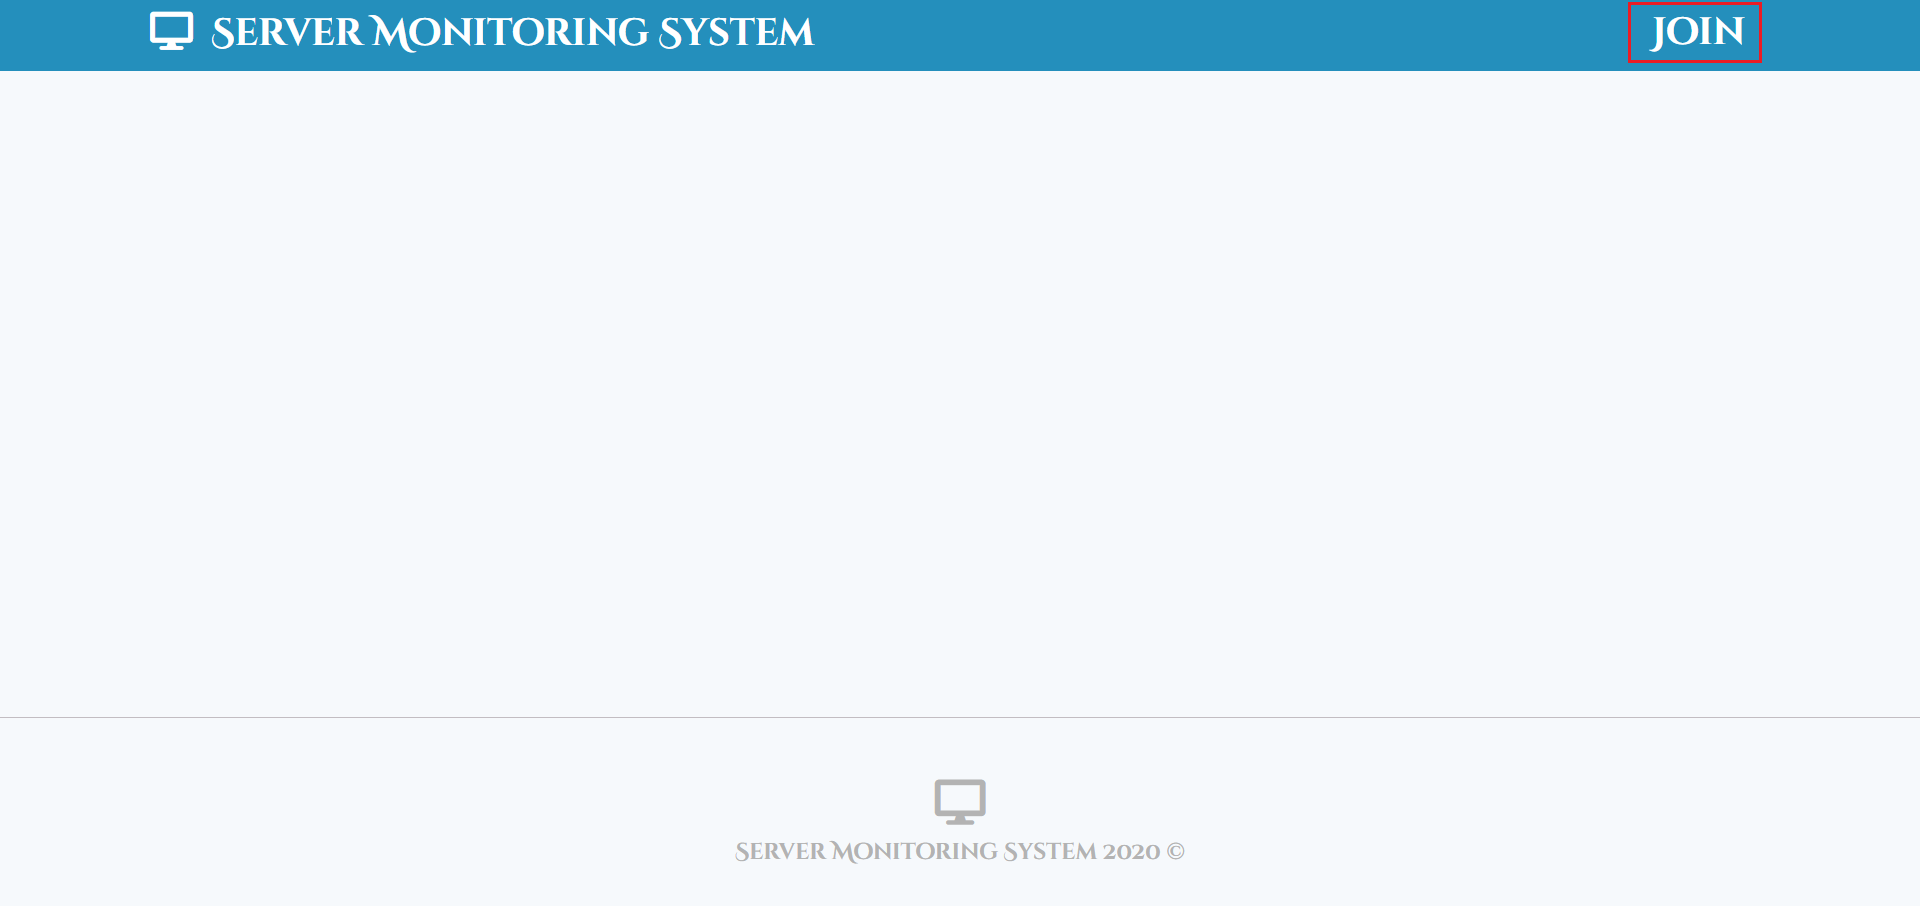 Server Monitoring System
Join
Server Monitoring System 2020 ©